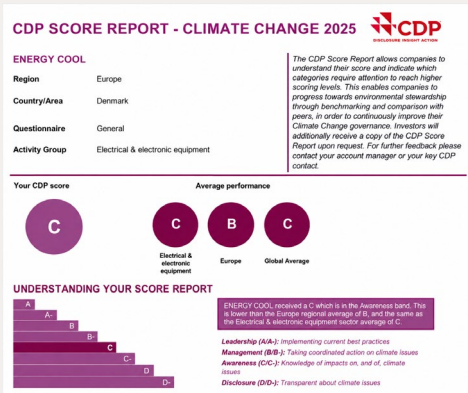 CDP SCORE REPORT - CLIMATE CHANGE 2025
CDP
DISCLOSURE INSIGHT ACTION
ENERGY COOL
Region Europe
Country/Area Denmark
Questionnaire General
Activity Group Electrical & electronic equipment
The CDP Score Report allows companies to
understand their score and indicate which
categories require attention to reach higher
scoring levels. This enables companies to
progress towards environmental stewardship
through benchmarking and comparison with
peers, in order to continuously improve their
Climate Change governance. Investors will
additionally receive a copy of the CDP Score
Report upon request. For further feedback please
contact your account manager or your key CDP
contact.
Your CDP score
C
Average performance
C
B
C
Electrical &
electronic
equipment
Europe
Global Average
UNDERSTANDING YOUR SCORE REPORT
A
A-
B
B-
C
C-
D
D-
ENERGY COOL received a C which is in the Awareness band. This
is lower than the Europe regional average of B, and the same as
the Electrical & electronic equipment sector average of C.
Leadership (A/A-): Implementing current best practices
Management (B/B-): Taking coordinated action on climate issues
Awareness (C/C-): Knowledge of impacts on, and of, climate
issues
Disclosure (D/D-): Transparent about climate issues